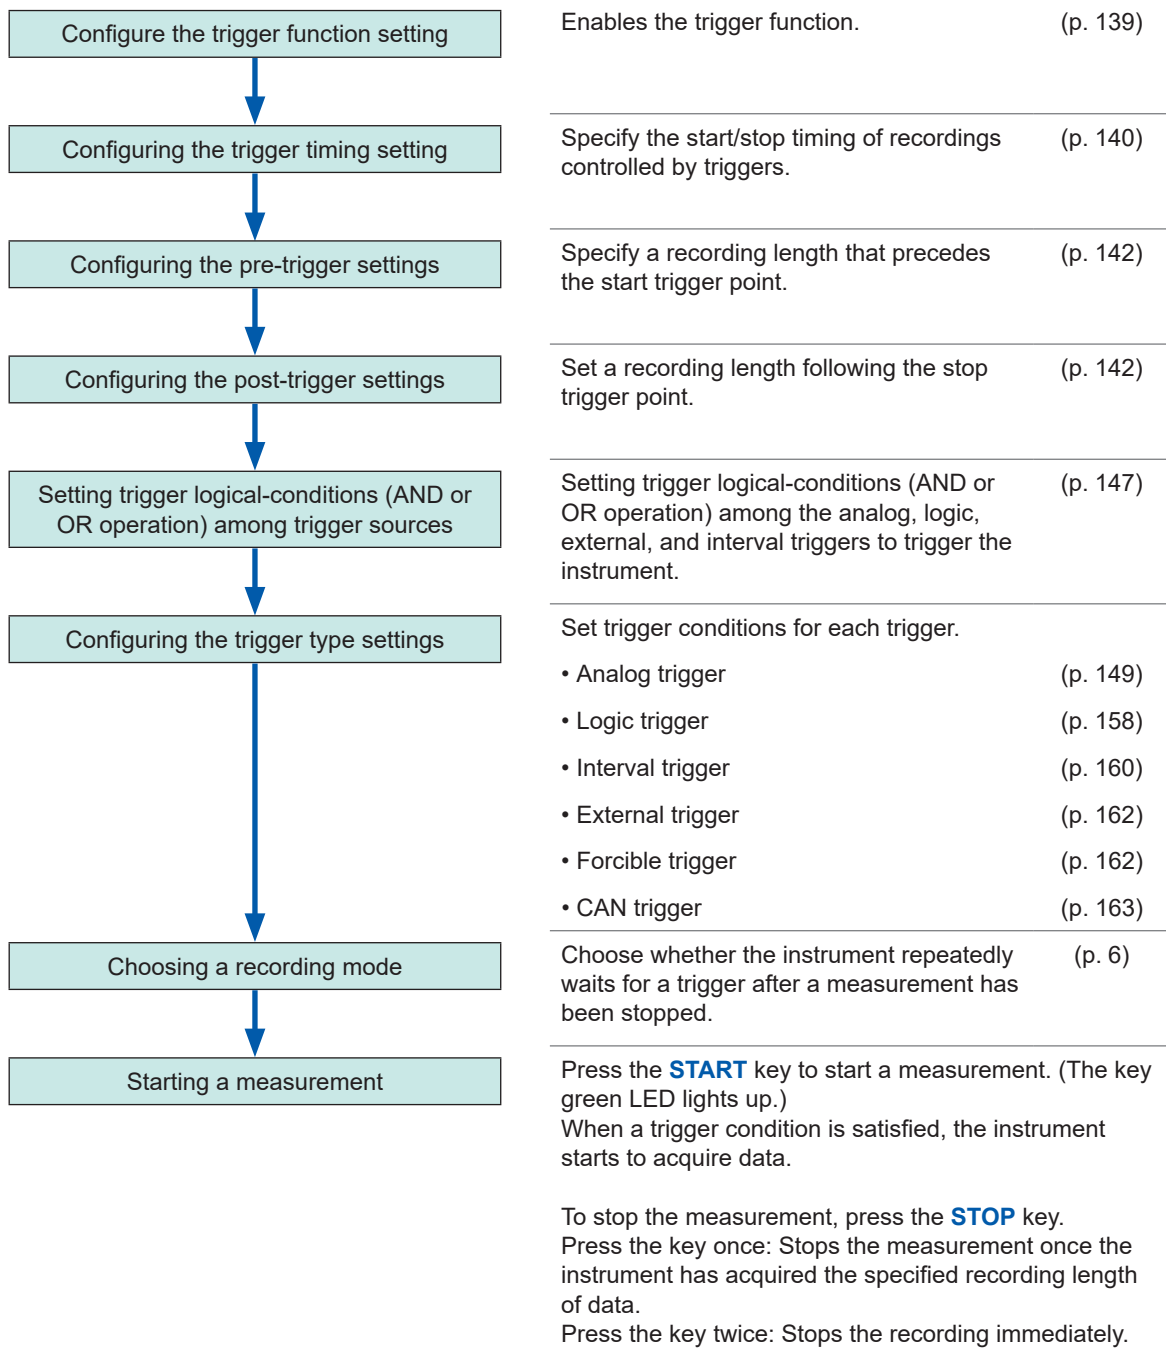 Configure the trigger function setting
Enables the trigger function. (p. 139)
Configuring the trigger timing setting
Specify the start/stop timing of recordings (p. 140)
controlled by triggers.
Configuring the pre-trigger settings
Specify a recording length that precedes (p. 142)
the start trigger point.
Configuring the post-trigger settings
Set a recording length following the stop (p. 142)
trigger point.
Setting trigger logical-conditions (AND or
OR operation) among trigger sources
Setting trigger logical-conditions (AND or (p. 147)
OR operation) among the analog, logic,
external, and interval triggers to trigger the
instrument.
Configuring the trigger type settings
Set trigger conditions for each trigger.
• Analog trigger (p. 149)
• Logic trigger (p. 158)
• Interval trigger (p. 160)
• External trigger (p. 162)
• Forcible trigger (p. 162)
• CAN trigger (p. 163)
Choosing a recording mode
Choose whether the instrument repeatedly (p. 6)
waits for a trigger after a measurement has
been stopped.
Starting a measurement
Press the START key to start a measurement. (The key
green LED lights up.)
When a trigger condition is satisfied, the instrument
starts to acquire data.
To stop the measurement, press the STOP key.
Press the key once: Stops the measurement once the
instrument has acquired the specified recording length
of data.
Press the key twice: Stops the recording immediately.